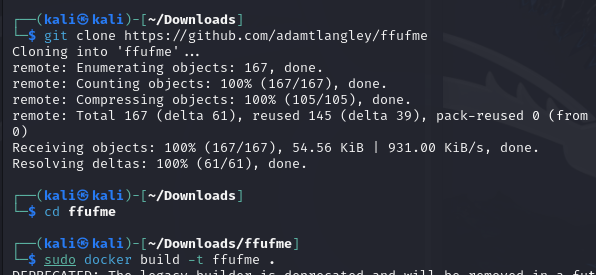 ┌──(kali㉿kali)-[~/Downloads]
└─$ git clone https://github.com/adamtlangley/ffufme
Cloning into 'ffufme'...
remote: Enumerating objects: 167, done.
remote: Counting objects: 100% (167/167), done.
remote: Compressing objects: 100% (105/105), done.
remote: Total 167 (delta 61), reused 145 (delta 39), pack-reused 0 (from
0)
Receiving objects: 100% (167/167), 54.56 KiB | 931.00 KiB/s, done.
Resolving deltas: 100% (61/61), done.
┌──(kali㉿kali)-[~/Downloads]
└─$ cd ffufme
┌──(kali㉿kali)-[~/Downloads/ffufme]
└─$ sudo docker build -t ffufme .
DEPRECATED: The legacy builder is deprecated and will be removed in a fut